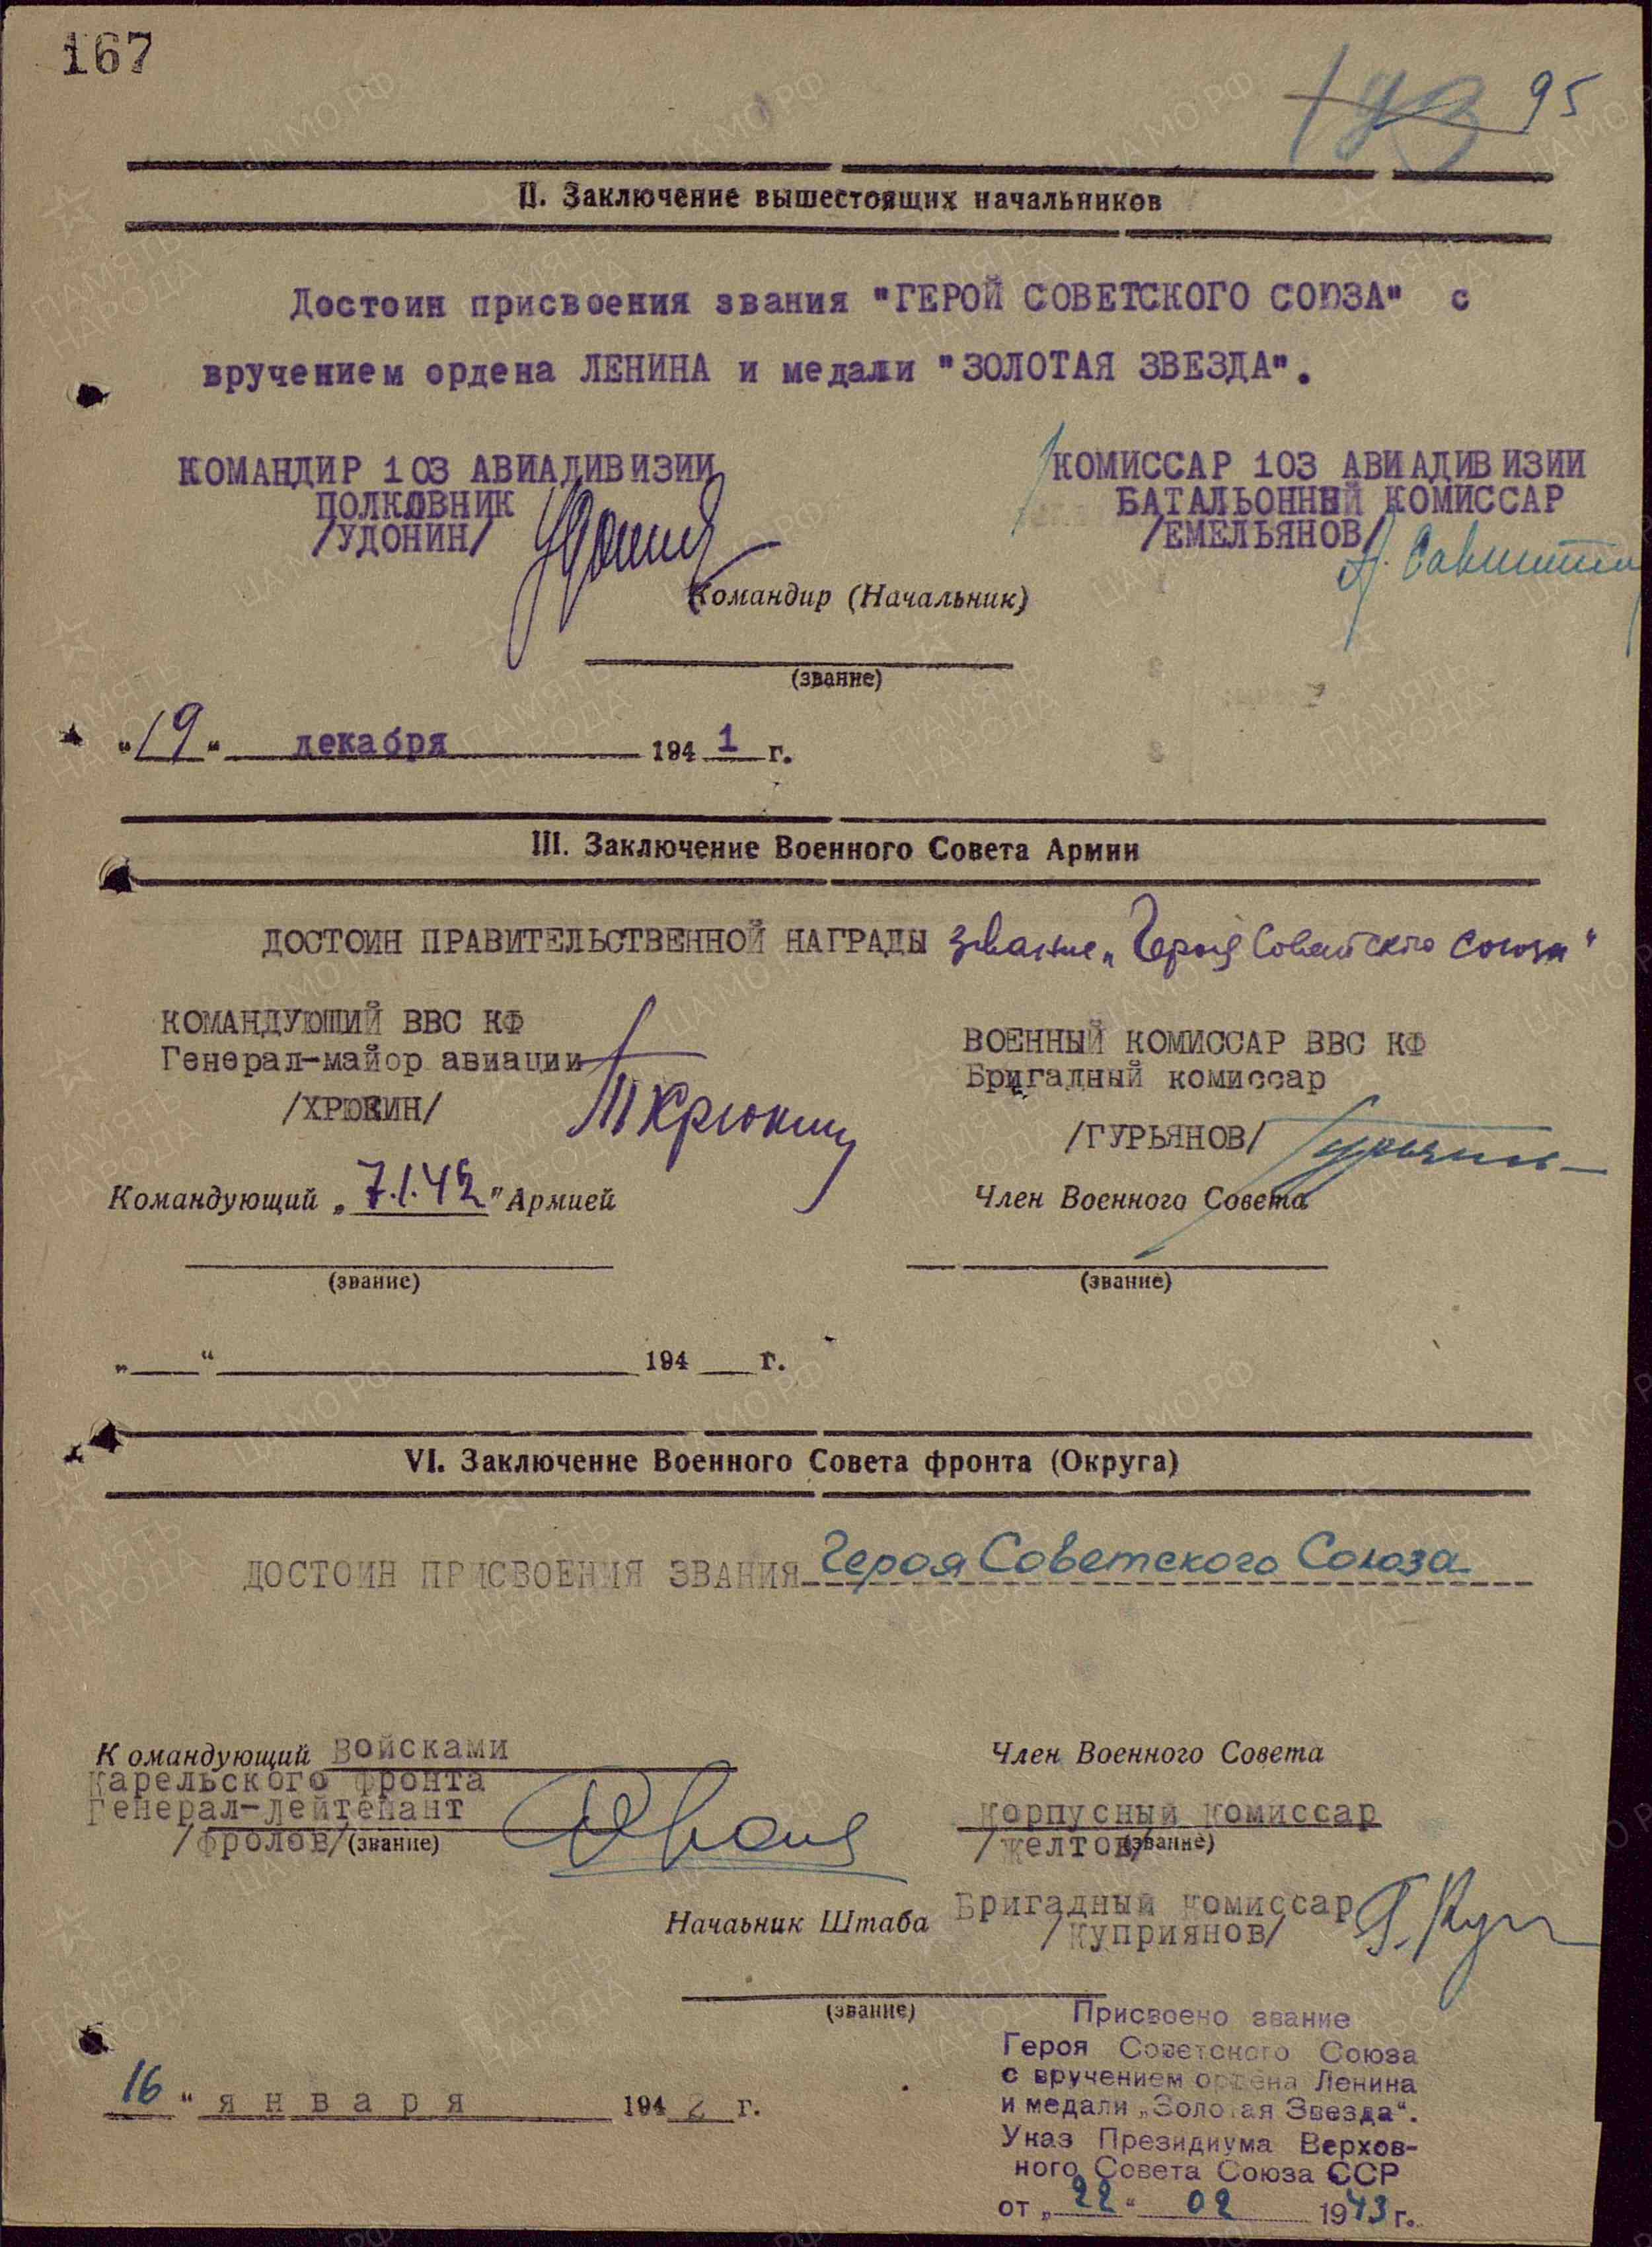 167
193 95
II. Заключение вышестоящих начальников
Достоин присвоения звания "ГЕРОЙ СОВЕТСКОГО СОЮЗА" с
вручением ордена ЛЕНИНА и медали "ЗОЛОТАЯ ЗВЕЗДА".
КОМАНДИР 103 АВИАДИВИЗИИ
ПОЛКОВНИК
/УДОНИН/
КОМИССАР 103 АВИАДИВИЗИИ
БАТАЛЬОННЫЙ КОМИССАР
/ЕМЕЛЬЯНОВ/
Командир (Начальник)
(звание)
"19" декабря 1941 г.
III. Заключение Военного Совета Армии
ДОСТОИН ПРАВИТЕЛЬСТВЕННОЙ НАГРАДЫ звание „Героя Советского Союза"
КОМАНДУЮЩИЙ ВВС КФ
Генерал-майор авиации
/ХРЮКИН/
Т Хрюкин
ВОЕННЫЙ КОМИССАР ВВС КФ
Бригадный комиссар
/ГУРЬЯНОВ/
Командующий „7.1.42" Армией
Член Военного Совета
(звание)
(звание)
„ " 194 г.
VI. Заключение Военного Совета фронта (Округа)
ДОСТОИН ПРИСВОЕНИЯ ЗВАНИЯ Героя Советского Союза
Командующий Войсками
Карельского фронта
Генерал-лейтенант
/Фролов/ (звание)
Член Военного Совета
Корпусный Комиссар
/Желтов/ (звание)
Начаьник Штаба
Бригадный Комиссар
/Куприянов/
(звание)
16 " января 1942 г.
Присвоено звание
Героя Советского Союза
с вручением ордена Ленина
и медали „Золотая Звезда".
Указ Президиума Верхов-
ного Совета Союза ССР
от „22" 02 1943 г.